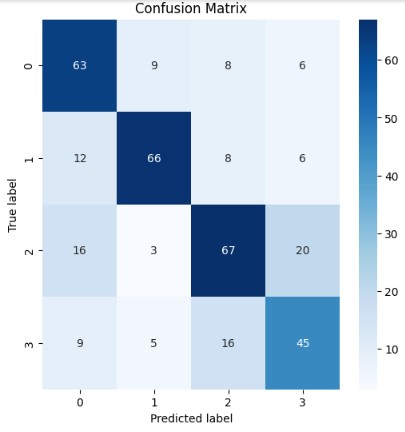 Confusion Matrix
True label
0 63 9 8 6
1 12 66 8 6
2 16 3 67 20
3 9 5 16 45
0 1 2 3
Predicted label
60
50
40
30
20
10